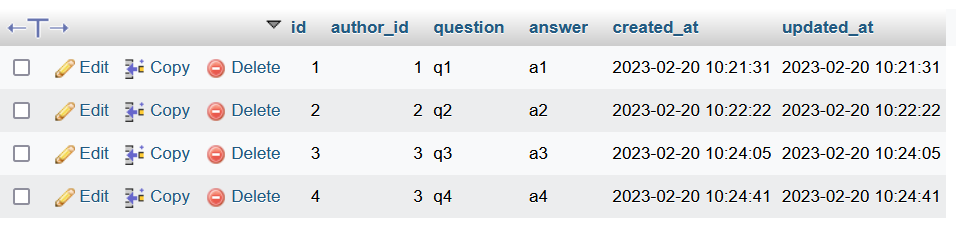 id author_id question answer created_at updated_at
Edit Copy Delete 1 1 q1 a1 2023-02-20 10:21:31 2023-02-20 10:21:31
Edit Copy Delete 2 2 q2 a2 2023-02-20 10:22:22 2023-02-20 10:22:22
Edit Copy Delete 3 3 q3 a3 2023-02-20 10:24:05 2023-02-20 10:24:05
Edit Copy Delete 4 3 q4 a4 2023-02-20 10:24:41 2023-02-20 10:24:41